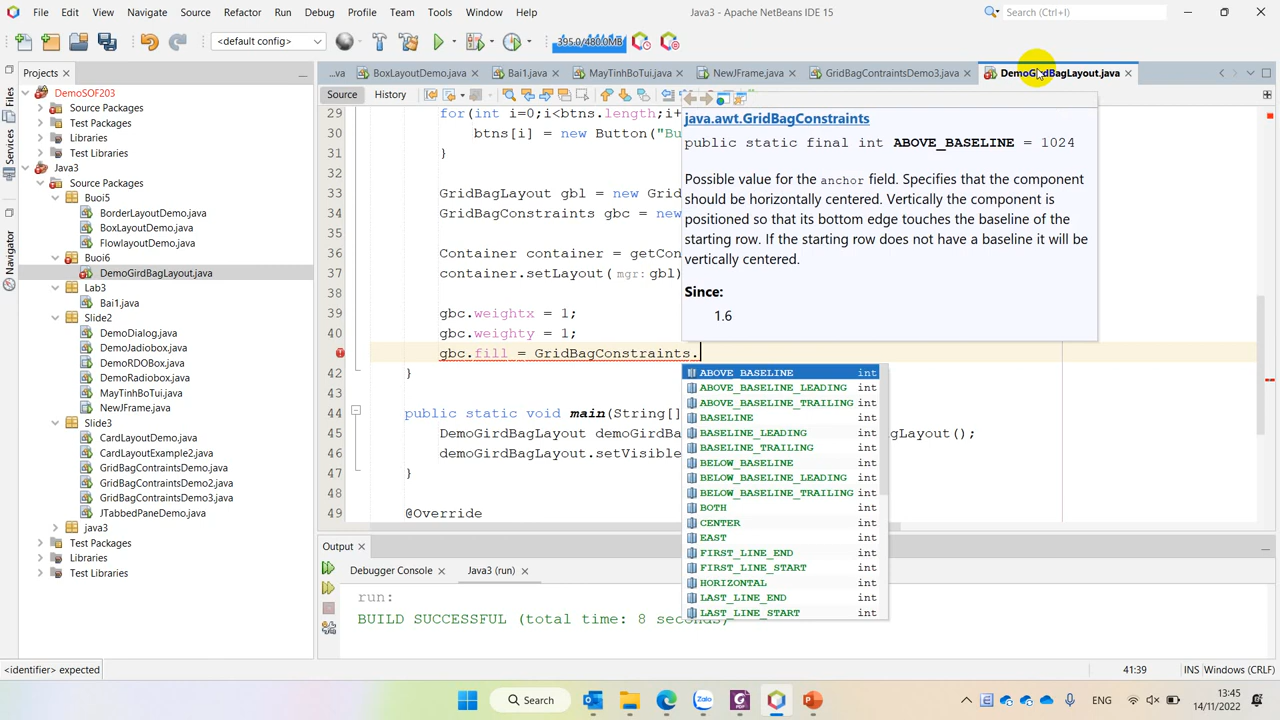 File Edit View Navigate Source Refactor Run Debug Profile Team Tools Window Help
Java3 - Apache NetBeans IDE 15
Search (Ctrl+I)
<default config>
395.0/480.0MB
Projects
...va
BoxLayoutDemo.java
Bai1.java
MayTinhBoTui.java
NewJFrame.java
GridBagContraintsDemo3.java
DemoGirdBagLayout.java
Source History
Files
Services
Navigator
DemoSOF203
Source Packages
Test Packages
Libraries
Test Libraries
Java3
Source Packages
Buoi5
BorderLayoutDemo.java
BoxLayoutDemo.java
FlowlayoutDemo.java
Buoi6
DemoGirdBagLayout.java
Lab3
Bai1.java
Slide2
DemoDialog.java
DemoJadiobox.java
DemoRDOBox.java
DemoRadiobox.java
MayTinhBoTui.java
NewJFrame.java
Slide3
CardLayoutDemo.java
CardLayoutExample2.java
GridBagContraintsDemo.java
GridBagContraintsDemo2.java
GridBagContraintsDemo3.java
JTabbedPaneDemo.java
java3
Test Packages
Libraries
Test Libraries
29 for(int i=0;i<btns.length;i+
30 btns[i] = new Button("Bu
31 }
32
33 GridBagLayout gbl = new Grid
34 GridBagConstraints gbc = new
35
36 Container container = getCon
37 container.setLayout(mgr: gbl)
38
39 gbc.weightx = 1;
40 gbc.weighty = 1;
gbc.fill = GridBagConstraints.
42 }
43
44 public static void main(String[]
45 DemoGirdBagLayout demoGirdBa gLayout();
46 demoGirdBagLayout.setVisible
47 }
48
49 @Override
java.awt.GridBagConstraints
public static final int ABOVE_BASELINE = 1024
Possible value for the anchor field. Specifies that the component
should be horizontally centered. Vertically the component is
positioned so that its bottom edge touches the baseline of the
starting row. If the starting row does not have a baseline it will be
vertically centered.
Since:
1.6
ABOVE_BASELINE int
ABOVE_BASELINE_LEADING int
ABOVE_BASELINE_TRAILING int
BASELINE int
BASELINE_LEADING int
BASELINE_TRAILING int
BELOW_BASELINE int
BELOW_BASELINE_LEADING int
BELOW_BASELINE_TRAILING int
BOTH int
CENTER int
EAST int
FIRST_LINE_END int
FIRST_LINE_START int
HORIZONTAL int
LAST_LINE_END int
LAST_LINE_START int
Output
Debugger Console
Java3 (run)
run:
BUILD SUCCESSFUL (total time: 8 seconds)
<identifier> expected
41:39
INS Windows (CRLF)
Search
ENG
13:45
14/11/2022